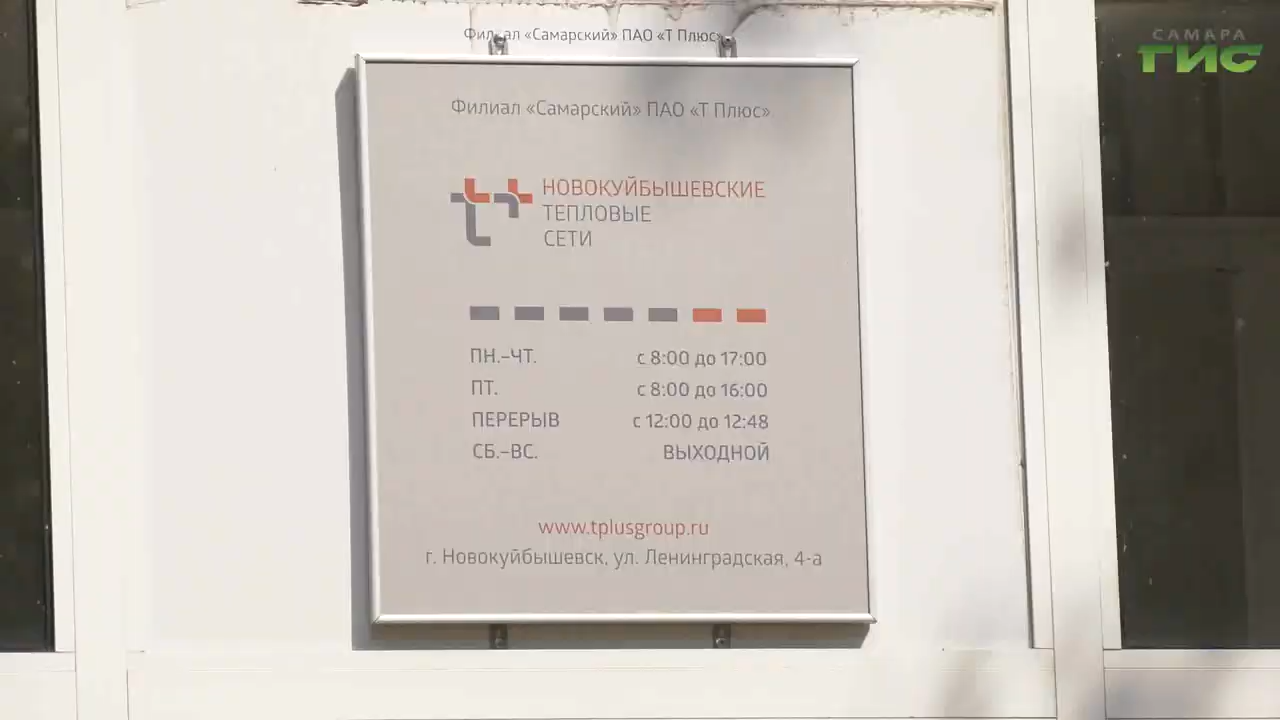 Филиал «Самарский» ПАО «Т Плюс»
САМАРА
ГИС
Филиал «Самарский» ПАО «Т Плюс»
НОВОКУЙБЫШЕВСКИЕ
ТЕПЛОВЫЕ
СЕТИ
ПН.-ЧТ. с 8:00 до 17:00
ПТ. с 8:00 до 16:00
ПЕРЕРЫВ с 12:00 до 12:48
СБ.-ВС. ВЫХОДНОЙ
www.tplusgroup.ru
г. Новокуйбышевск, ул. Ленинградская, 4-а